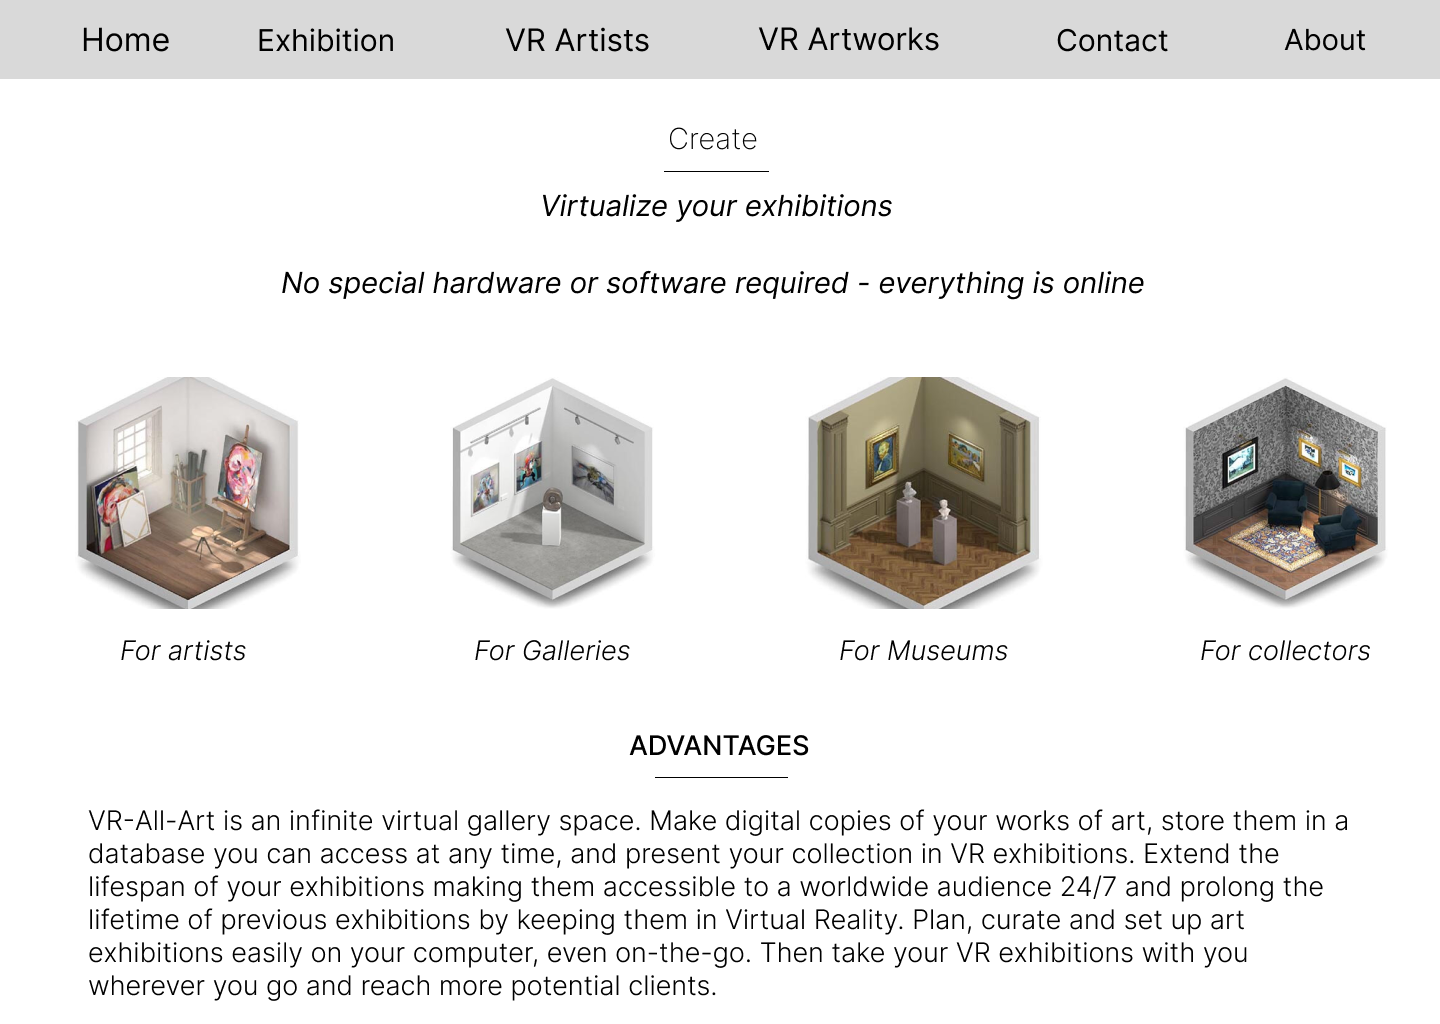 Home Exhibition VR Artists VR Artworks Contact About
Create
Virtualize your exhibitions
No special hardware or software required - everything is online
For artists For Galleries For Museums For collectors
ADVANTAGES
VR-All-Art is an infinite virtual gallery space. Make digital copies of your works of art, store them in a
database you can access at any time, and present your collection in VR exhibitions. Extend the
lifespan of your exhibitions making them accessible to a worldwide audience 24/7 and prolong the
lifetime of previous exhibitions by keeping them in Virtual Reality. Plan, curate and set up art
exhibitions easily on your computer, even on-the-go. Then take your VR exhibitions with you
wherever you go and reach more potential clients.